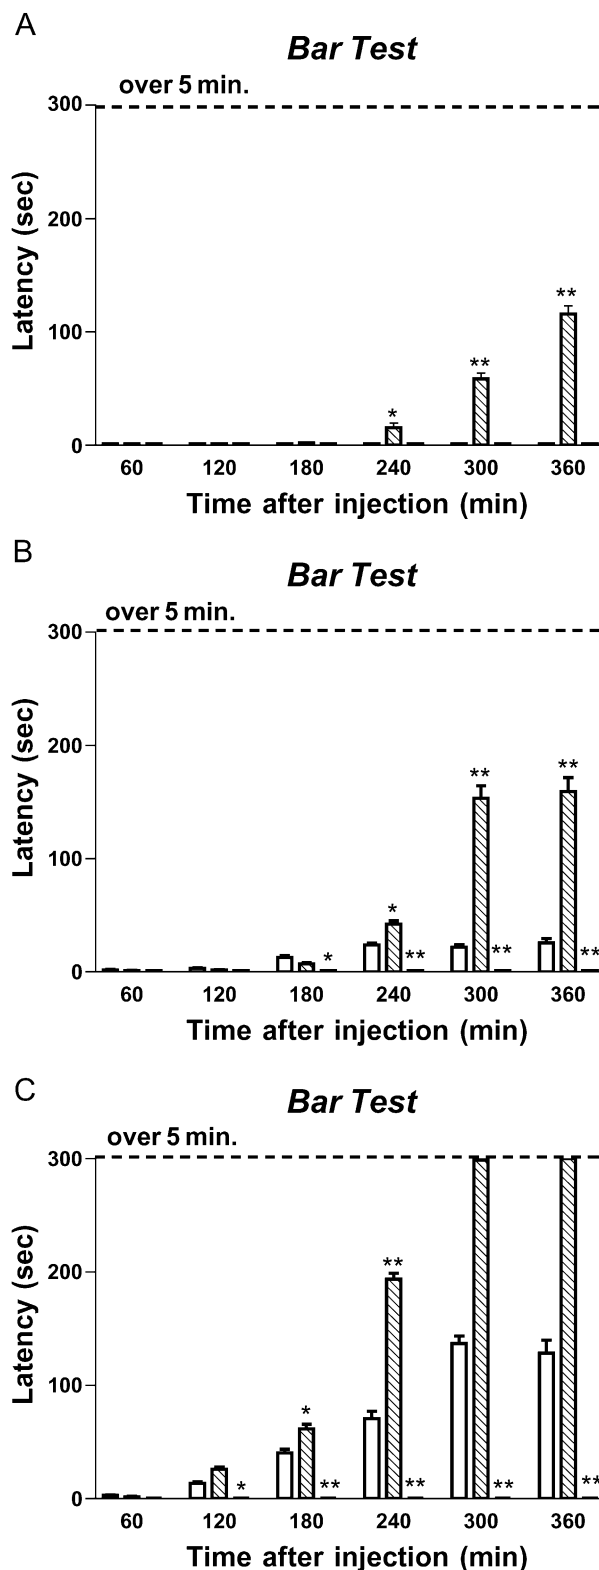 A
Bar Test
over 5 min.
300
200
100
0
Latency (sec)
*
**
**
60 120 180 240 300 360
Time after injection (min)
B
Bar Test
over 5 min.
300
200
100
0
Latency (sec)
*
*
**
**
**
**
**
60 120 180 240 300 360
Time after injection (min)
C
Bar Test
over 5 min.
300
200
100
0
Latency (sec)
*
*
**
**
**
**
**
60 120 180 240 300 360
Time after injection (min)